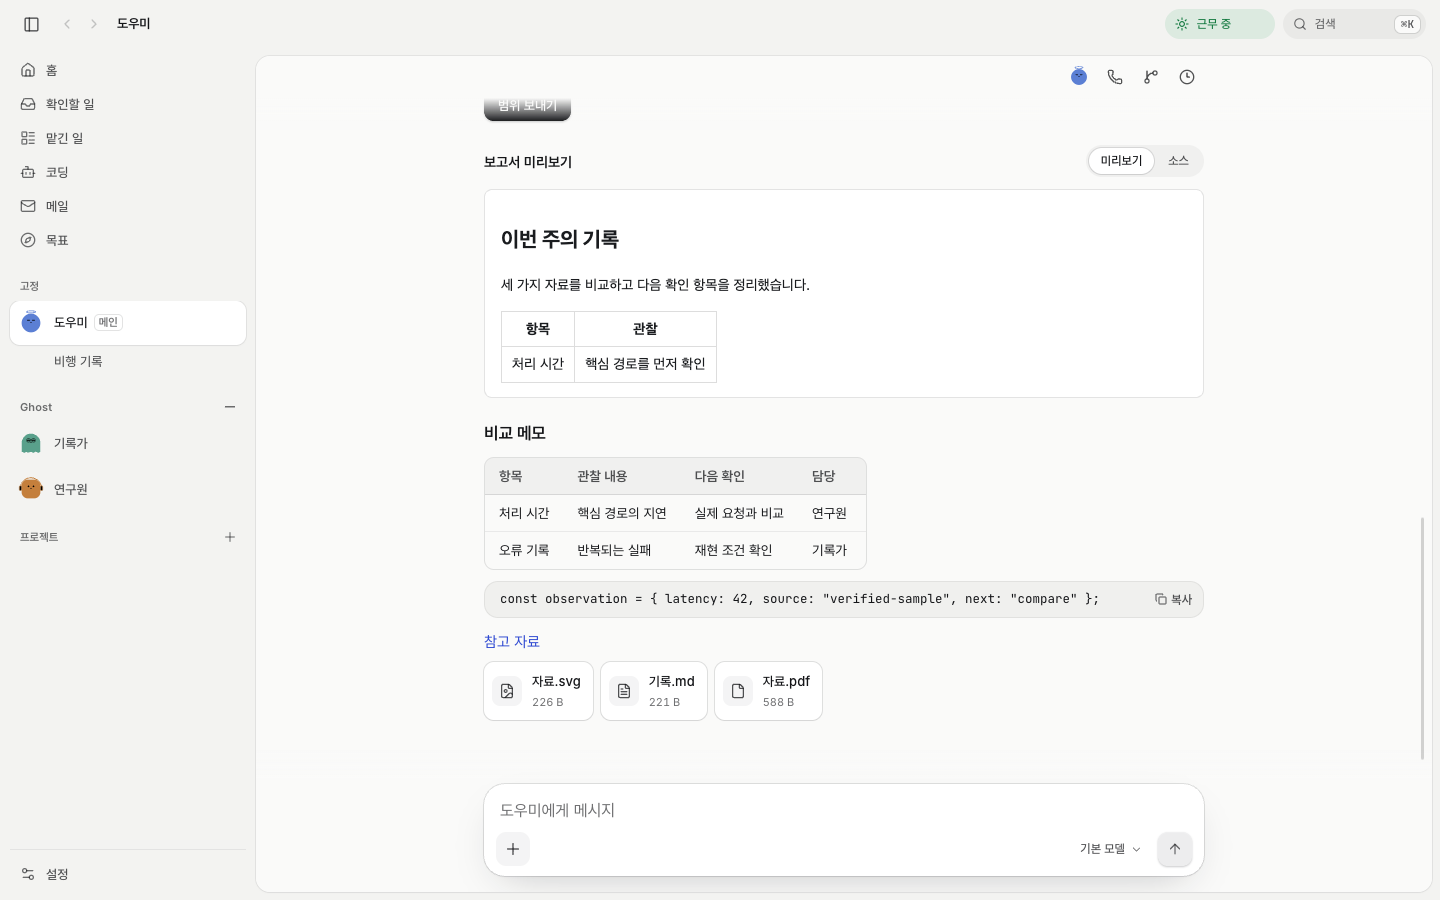 도우미
근무 중
검색
⌘K
홈
확인할 일
맡긴 일
코딩
메일
목표
고정
도우미 메인
비행 기록
Ghost
기록가
연구원
프로젝트
설정
범위 보내기
보고서 미리보기
미리보기 소스
이번 주의 기록
세 가지 자료를 비교하고 다음 확인 항목을 정리했습니다.
항목 관찰
처리 시간 핵심 경로를 먼저 확인
비교 메모
항목 관찰 내용 다음 확인 담당
처리 시간 핵심 경로의 지연 실제 요청과 비교 연구원
오류 기록 반복되는 실패 재현 조건 확인 기록가
const observation = { latency: 42, source: "verified-sample", next: "compare" };
복사
참고 자료
자료.svg
226 B
기록.md
221 B
자료.pdf
588 B
도우미에게 메시지
기본 모델